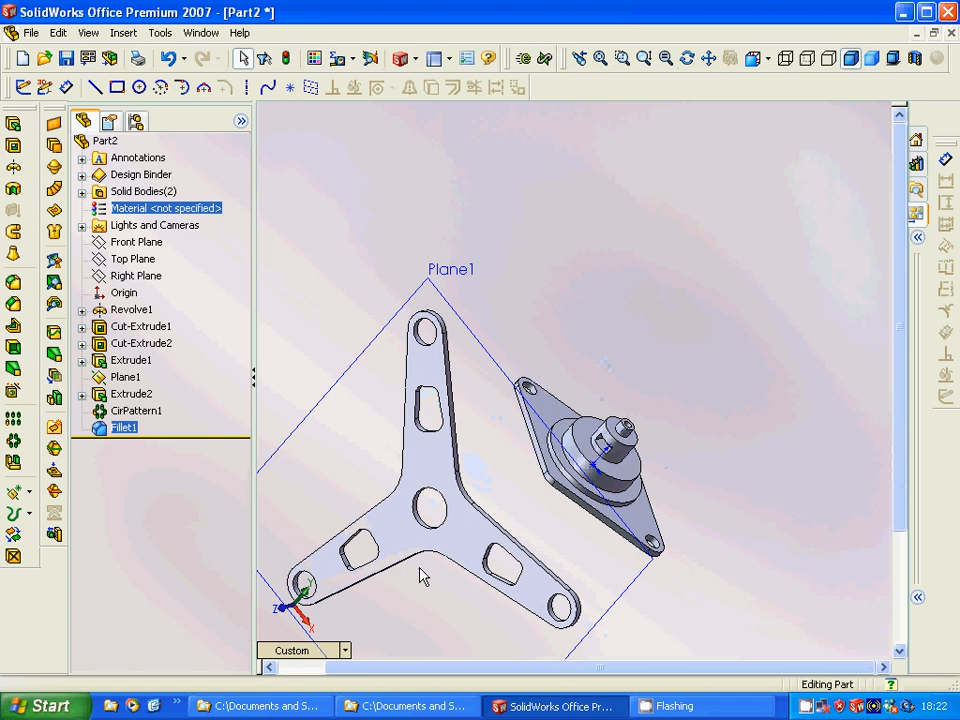 SolidWorks Office Premium 2007 - [Part2 *]
File Edit View Insert Tools Window Help
Part2
Annotations
Design Binder
Solid Bodies(2)
Material <not specified>
Lights and Cameras
Front Plane
Top Plane
Right Plane
Origin
Revolve1
Cut-Extrude1
Cut-Extrude2
Extrude1
Plane1
Extrude2
CirPattern1
Fillet1
Plane1
Y
Z
X
Custom
Editing Part
Start
C:\Documents and S...
C:\Documents and S...
SolidWorks Office Pr...
Flashing
18:22